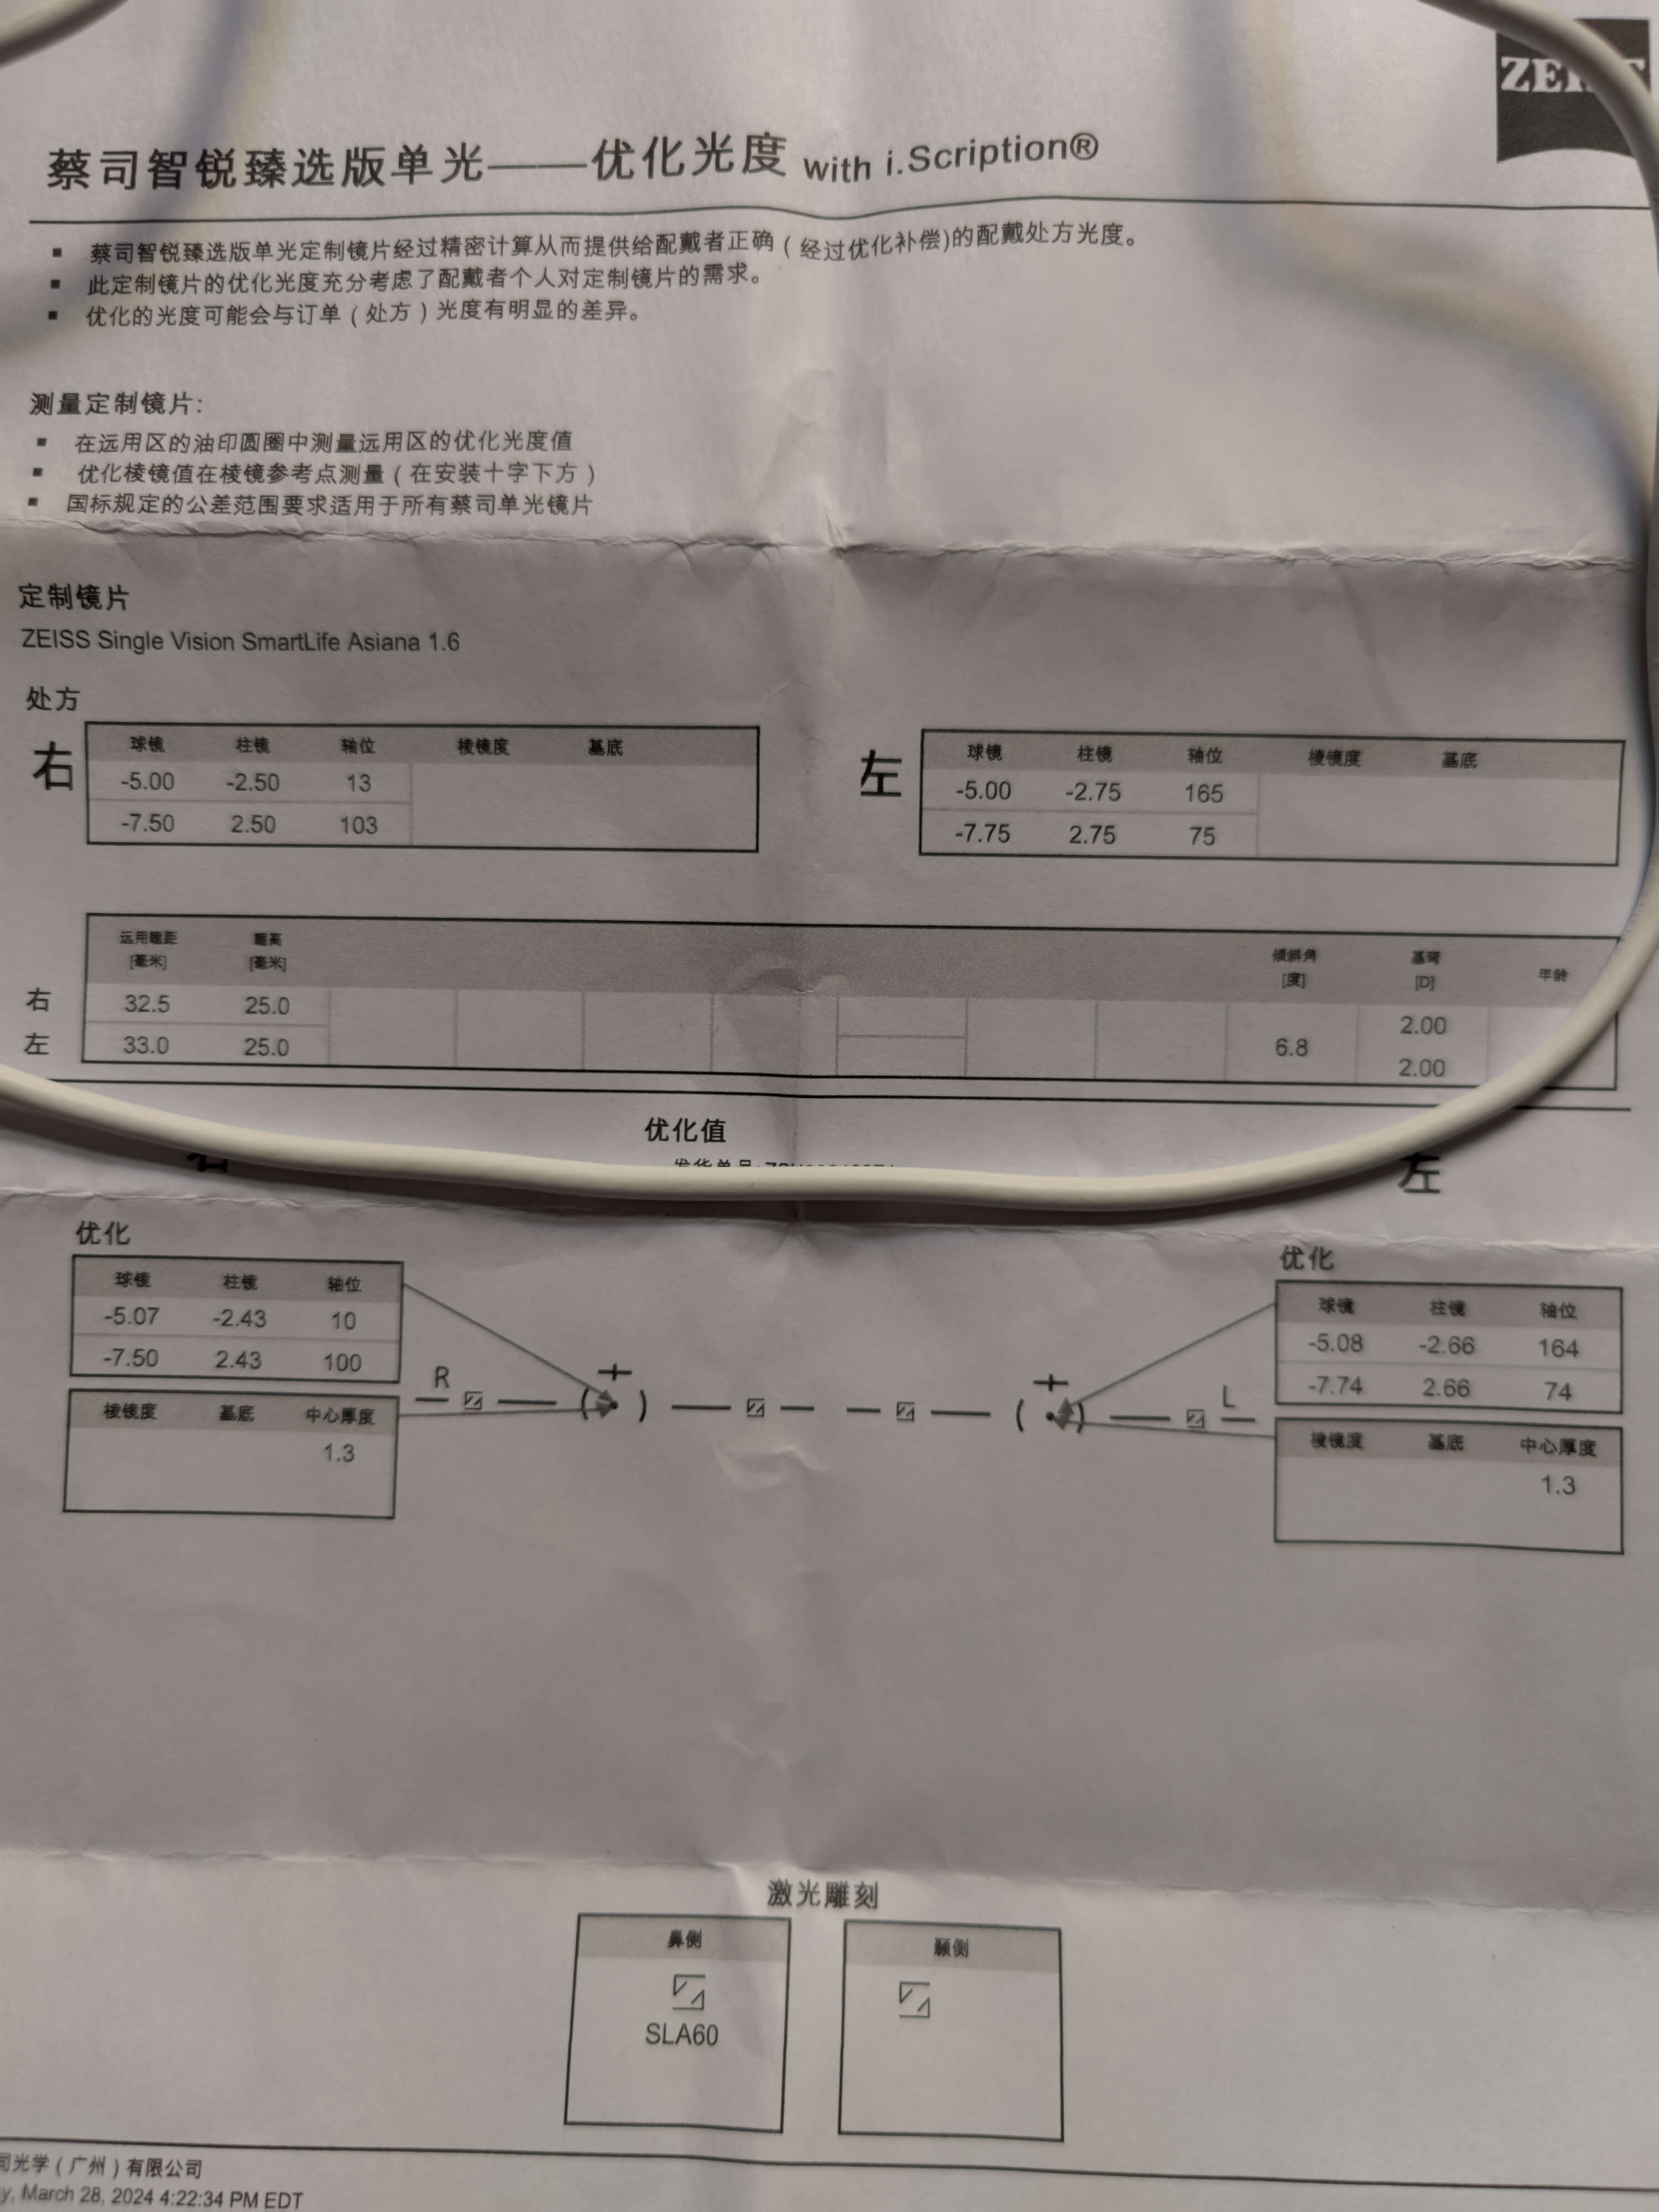 蔡司智锐臻选版单光——优化光度 with i.Scription®
▪ 蔡司智锐臻选版单光定制镜片经过精密计算从而提供给配戴者正确(经过优化补偿)的配戴处方光度。
▪ 此定制镜片的优化光度充分考虑了配戴者个人对定制镜片的需求。
▪ 优化的光度可能会与订单(处方)光度有明显的差异。
测量定制镜片:
▪ 在远用区的油印圆圈中测量远用区的优化光度值
▪ 优化棱镜值在棱镜参考点测量(在安装十字下方)
▪ 国标规定的公差范围要求适用于所有蔡司单光镜片
定制镜片
ZEISS Single Vision SmartLife Asiana 1.6
处方
右
球镜 柱镜 轴位 棱镜度 基底
-5.00 -2.50 13
-7.50 2.50 103
左
球镜 柱镜 轴位 棱镜度 基底
-5.00 -2.75 165
-7.75 2.75 75
远用瞳距 瞳高 倾斜角 基弯 年龄
[毫米] [毫米] [度] [D]
右 32.5 25.0 2.00
左 33.0 25.0 6.8 2.00
优化值
左
优化
球镜 柱镜 轴位
-5.07 -2.43 10
-7.50 2.43 100
棱镜度 基底 中心厚度
1.3
R
L
优化
球镜 柱镜 轴位
-5.08 -2.66 164
-7.74 2.66 74
棱镜度 基底 中心厚度
1.3
激光雕刻
鼻侧 颞侧
SLA60
光学(广州)有限公司
March 28, 2024 4:22:34 PM EDT